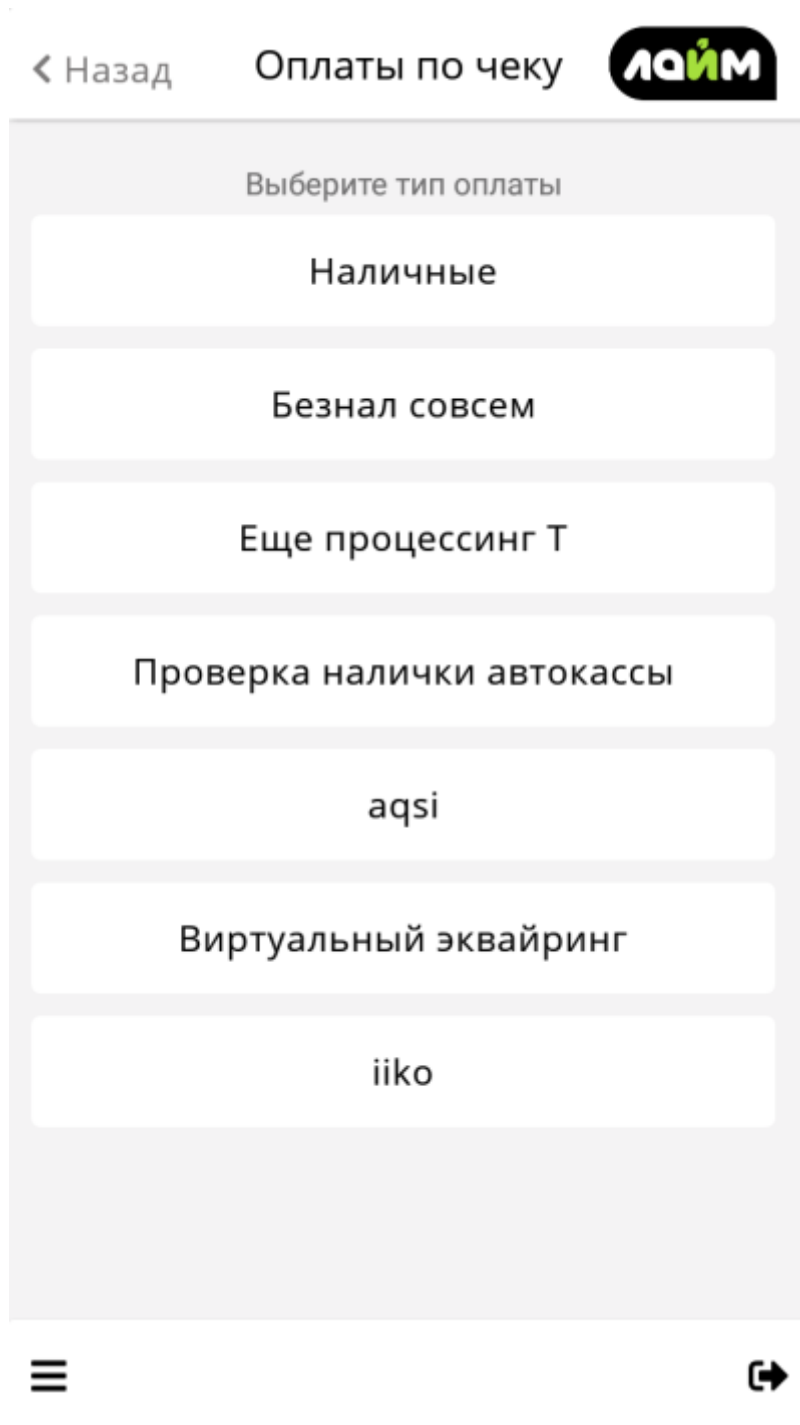 Назад
Оплаты по чеку
лайм
Выберите тип оплаты
Наличные
Безнал совсем
Еще процессинг Т
Проверка налички автокассы
aqsi
Виртуальный эквайринг
iiko